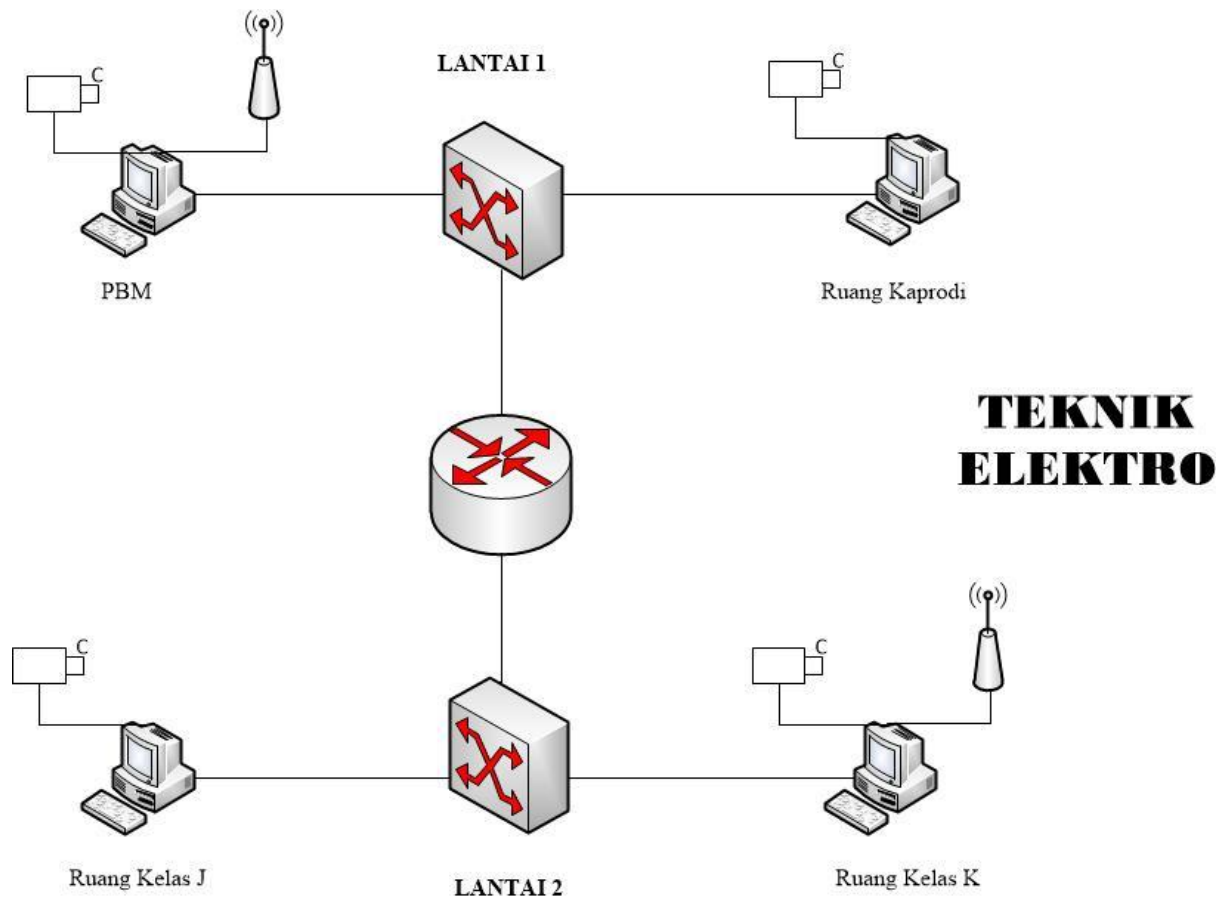 C
LANTAI 1
C
PBM
Ruang Kaprodi
TEKNIK
ELEKTRO
C
C
Ruang Kelas J
LANTAI 2
Ruang Kelas K